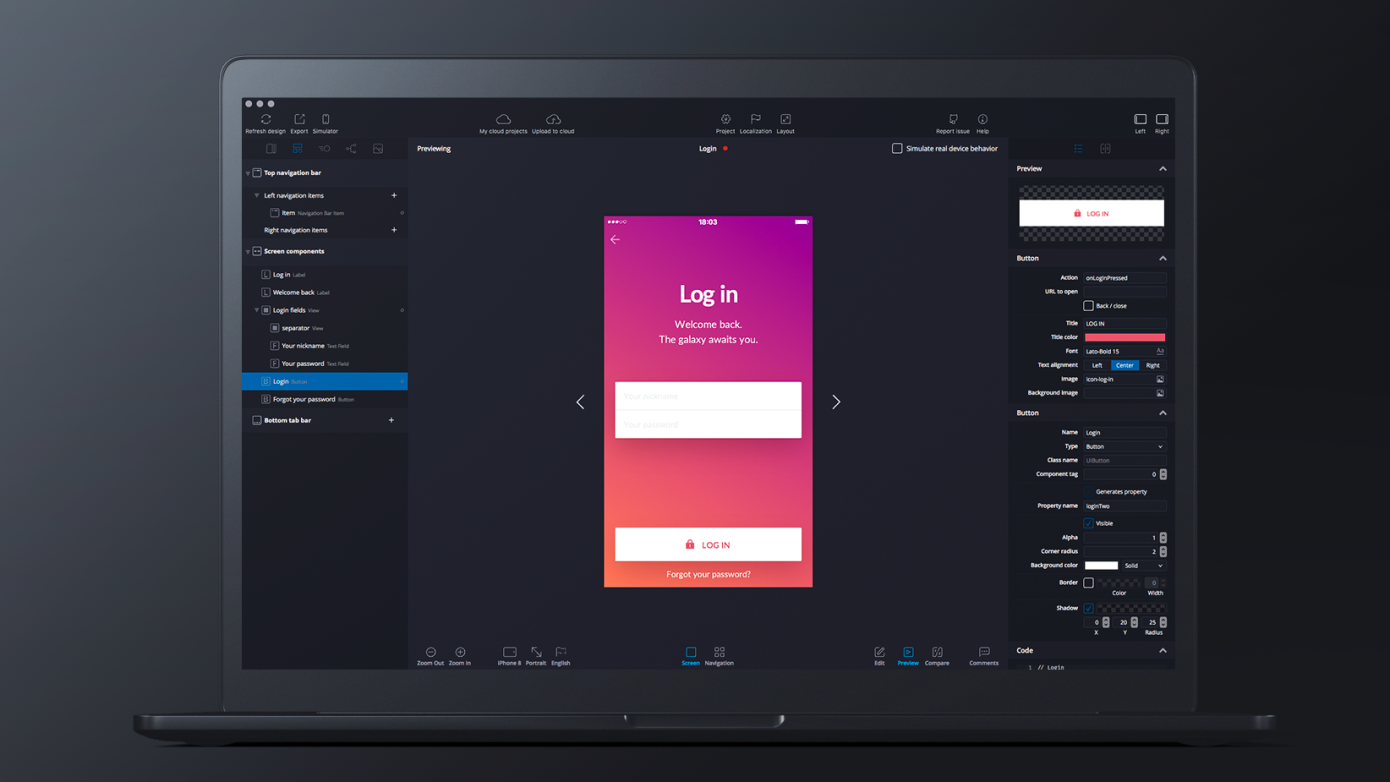 Refresh design Export Simulator
My cloud projects Upload to cloud
Project Localization Layout
Report issue Help
Left Right
Top navigation bar
Left navigation items +
Item Navigation Bar Item
Right navigation items +
Screen components
L Log in Label
L Welcome back Label
Login fields View
separator View
F Your nickname Text Field
F Your password Text Field
B Login Button
B Forgot your password Button
Bottom tab bar +
Previewing
Login
Simulate real device behavior
18:03
Log in
Welcome back.
The galaxy awaits you.
Your nickname
Your password
LOG IN
Forgot your password?
Zoom Out Zoom In
iPhone 8 Portrait English
Screen Navigation
Edit Preview Compare
Comments
Preview
LOG IN
Button
Action onLoginPressed
URL to open
Back / close
Title LOG IN
Title color
Font Lato-Bold 15 Aa
Text alignment Left Center Right
Image icon-log-in
Background image
Button
Name Login
Type Button
Class name UIButton
Component tag 0
Generates property
Property name loginTwo
Visible
Alpha 1
Corner radius 2
Background color Solid
Border 0
Color Width
Shadow
0 20 25
X Y Radius
Code
1 // Login